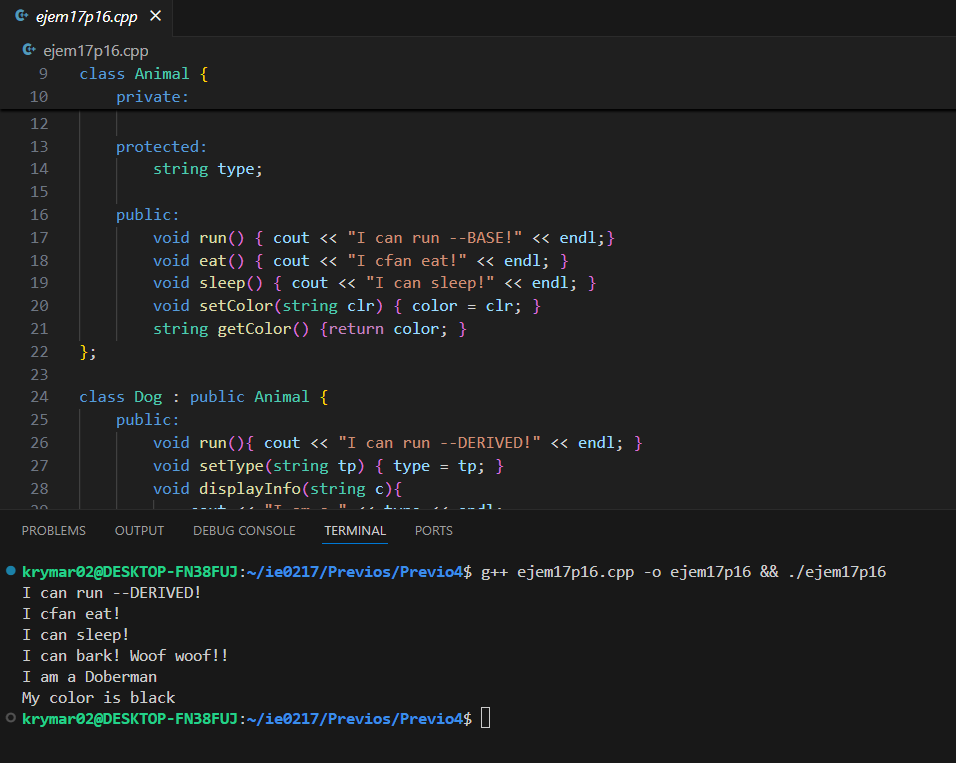 ejem17p16.cpp ×
ejem17p16.cpp
9 class Animal {
10 private:
12
13 protected:
14 string type;
15
16 public:
17 void run() { cout << "I can run --BASE!" << endl;}
18 void eat() { cout << "I cfan eat!" << endl; }
19 void sleep() { cout << "I can sleep!" << endl; }
20 void setColor(string clr) { color = clr; }
21 string getColor() {return color; }
22 };
23
24 class Dog : public Animal {
25 public:
26 void run(){ cout << "I can run --DERIVED!" << endl; }
27 void setType(string tp) { type = tp; }
28 void displayInfo(string c){
29 cout << "I am a " << type << endl;
PROBLEMS OUTPUT DEBUG CONSOLE TERMINAL PORTS
krymar02@DESKTOP-FN38FUJ:~/ie0217/Previos/Previo4$ g++ ejem17p16.cpp -o ejem17p16 && ./ejem17p16
I can run --DERIVED!
I cfan eat!
I can sleep!
I can bark! Woof woof!!
I am a Doberman
My color is black
krymar02@DESKTOP-FN38FUJ:~/ie0217/Previos/Previo4$